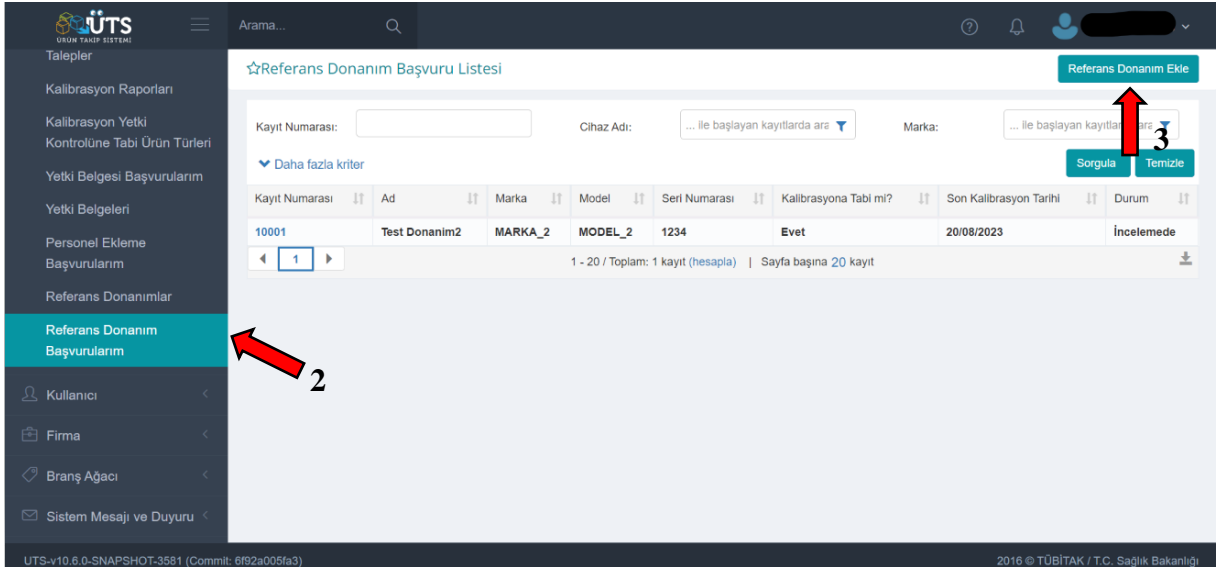 ÜTS
ÜRÜN TAKİP SİSTEMİ
Arama...
Talepler
Kalibrasyon Raporları
Kalibrasyon Yetki
Kontrolüne Tabi Ürün Türleri
Yetki Belgesi Başvurularım
Yetki Belgeleri
Personel Ekleme
Başvurularım
Referans Donanımlar
Referans Donanım
Başvurularım
Kullanıcı
Firma
Branş Ağacı
Sistem Mesajı ve Duyuru
Referans Donanım Başvuru Listesi
Referans Donanım Ekle
3
Kayıt Numarası:
Cihaz Adı: ... ile başlayan kayıtlarda ara
Marka: ... ile başlayan kayıtlarda ara
Daha fazla kriter
Sorgula Temizle
Kayıt Numarası Ad Marka Model Seri Numarası Kalibrasyona Tabi mi? Son Kalibrasyon Tarihi Durum
10001 Test Donanim2 MARKA_2 MODEL_2 1234 Evet 20/08/2023 İncelemede
1
1 - 20 / Toplam: 1 kayıt (hesapla) | Sayfa başına 20 kayıt
2
UTS-v10.6.0-SNAPSHOT-3581 (Commit: 6f92a005fa3)
2016 © TÜBİTAK / T.C. Sağlık Bakanlığı